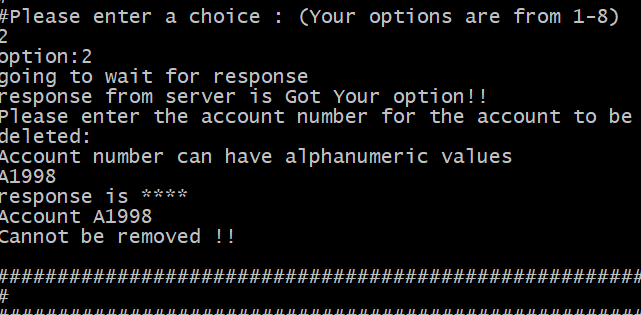 #Please enter a choice : (Your options are from 1-8)
2
option:2
going to wait for response
response from server is Got Your option!!
Please enter the account number for the account to be
deleted:
Account number can have alphanumeric values
A1998
response is ****
Account A1998
Cannot be removed !!
######################################################
#
######################################################